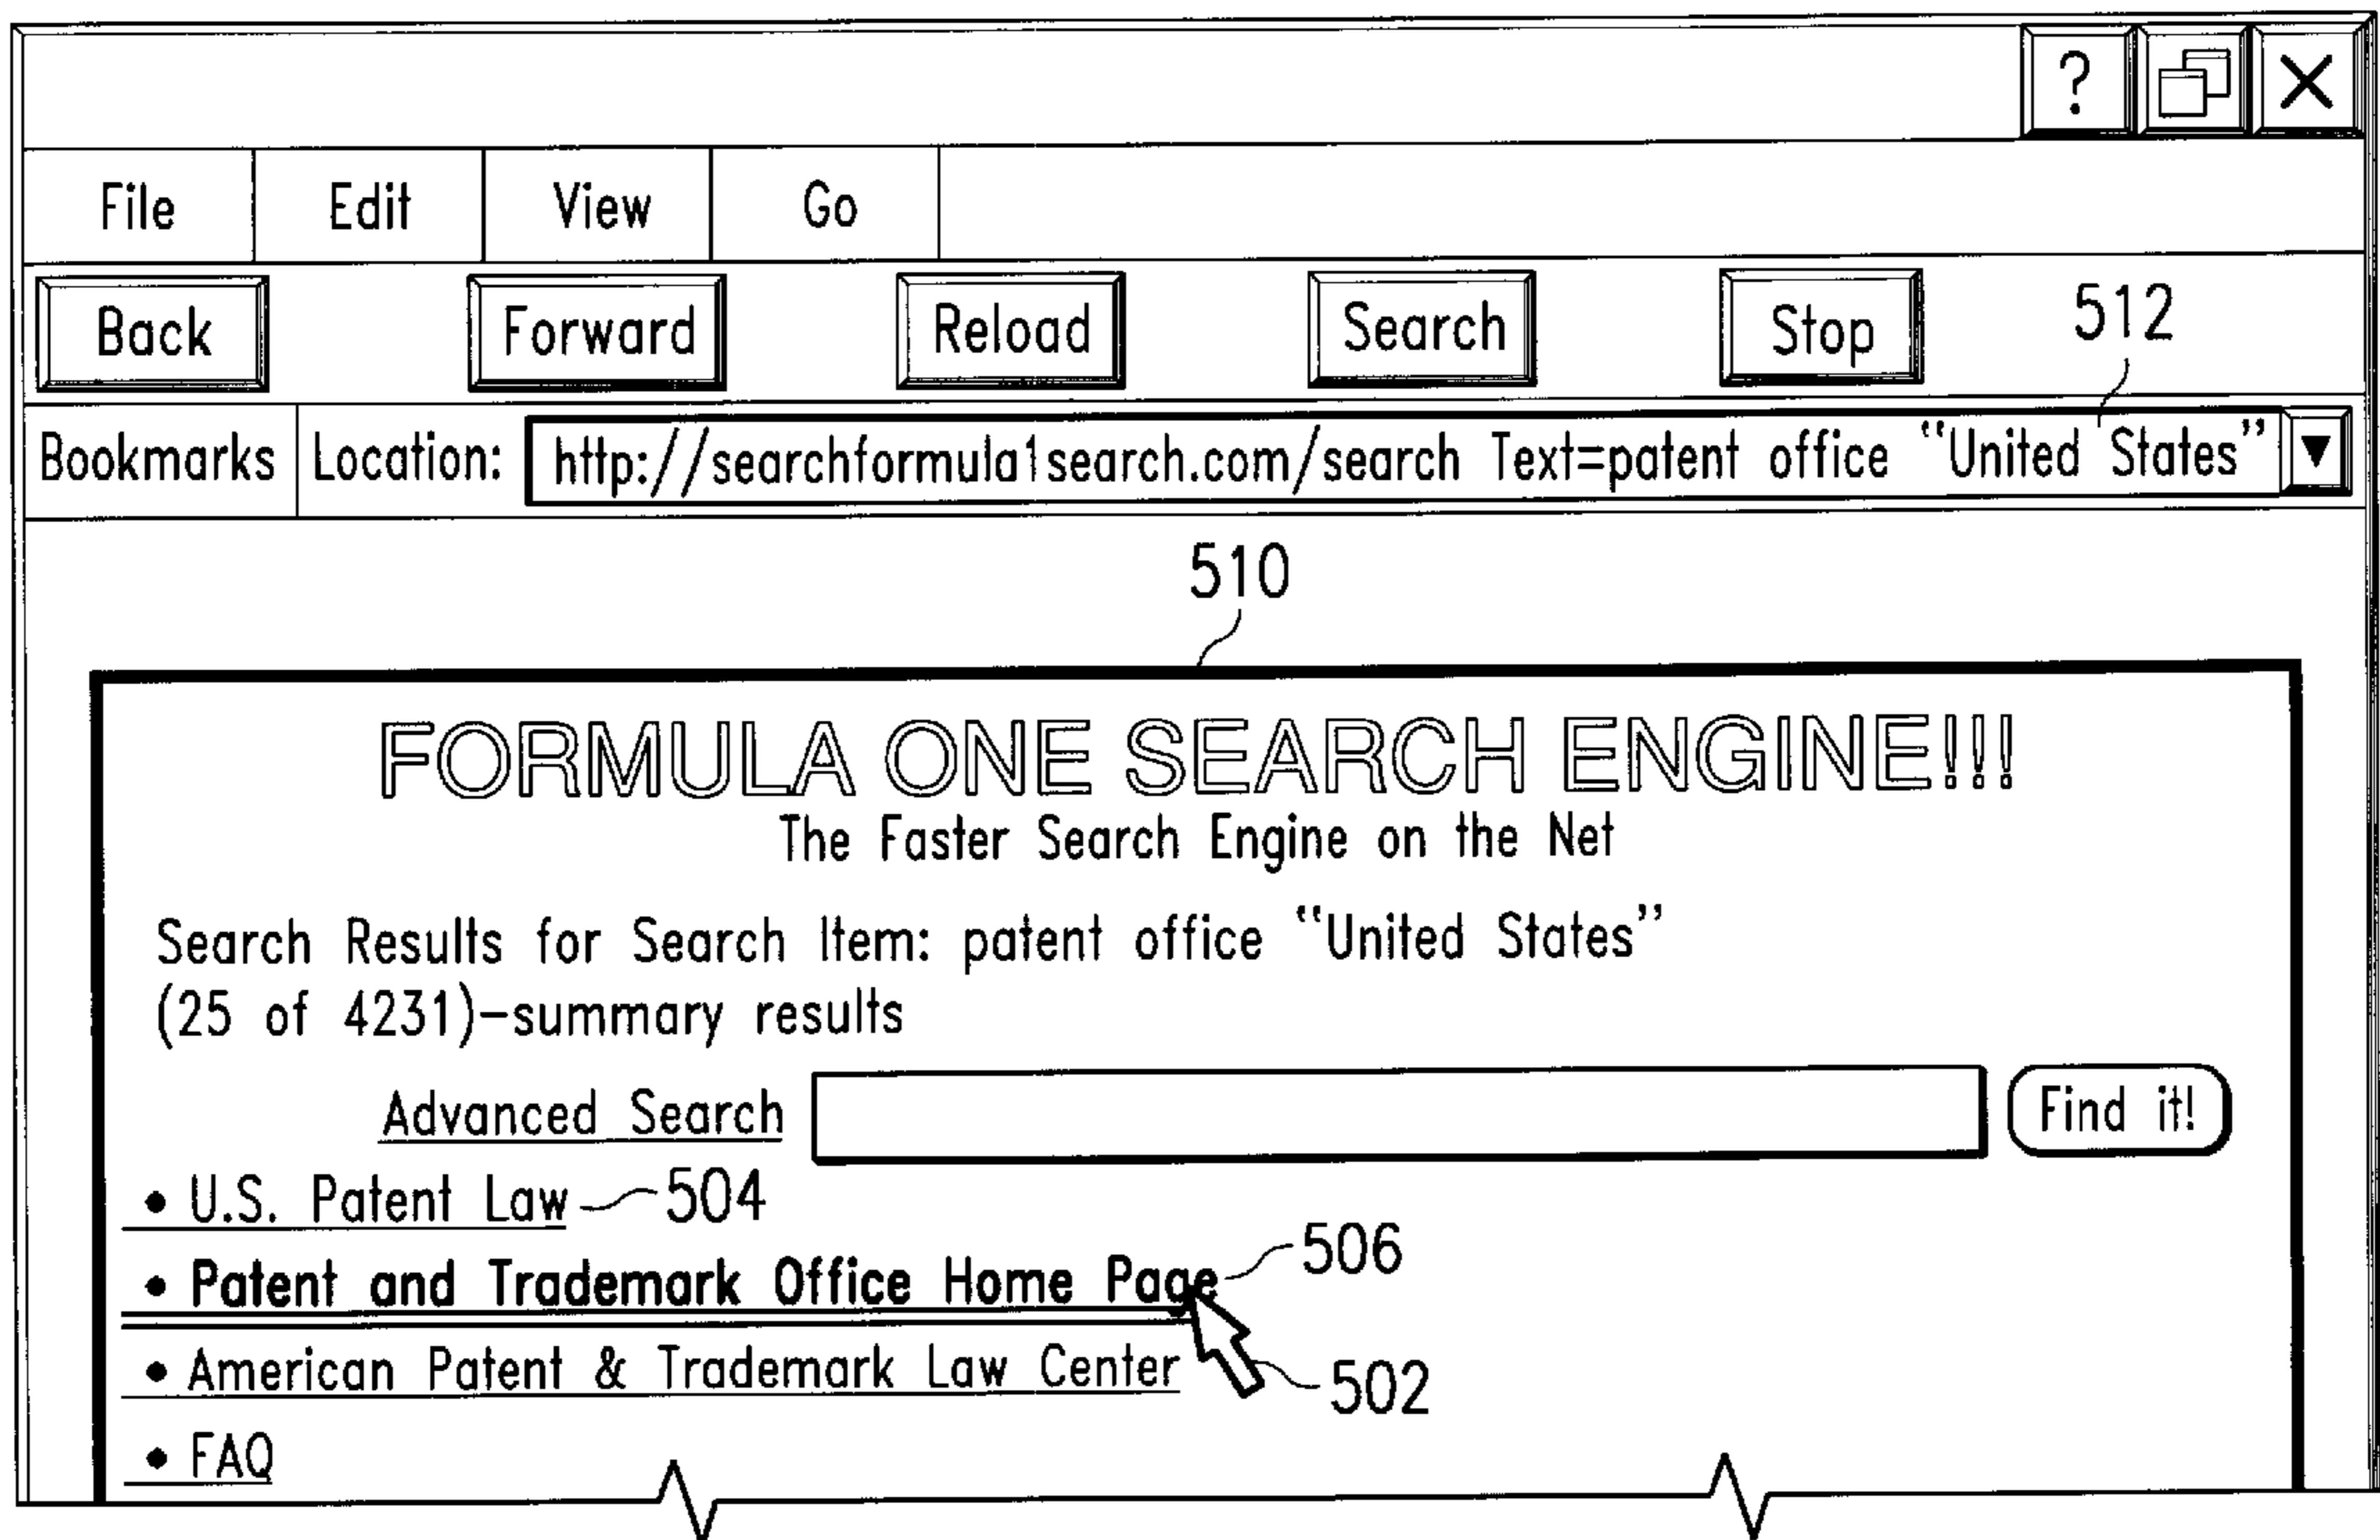 ?
File Edit View Go
Back Forward Reload Search Stop 512
Bookmarks Location: http://searchformula1search.com/search Text=patent office “United States”
510
FORMULA ONE SEARCH ENGINE!!!
The Faster Search Engine on the Net
Search Results for Search Item: patent office “United States”
(25 of 4231)-summary results
Advanced Search Find it!
• U.S. Patent Law 504
• Patent and Trademark Office Home Page 506
• American Patent & Trademark Law Center 502
• FAQ